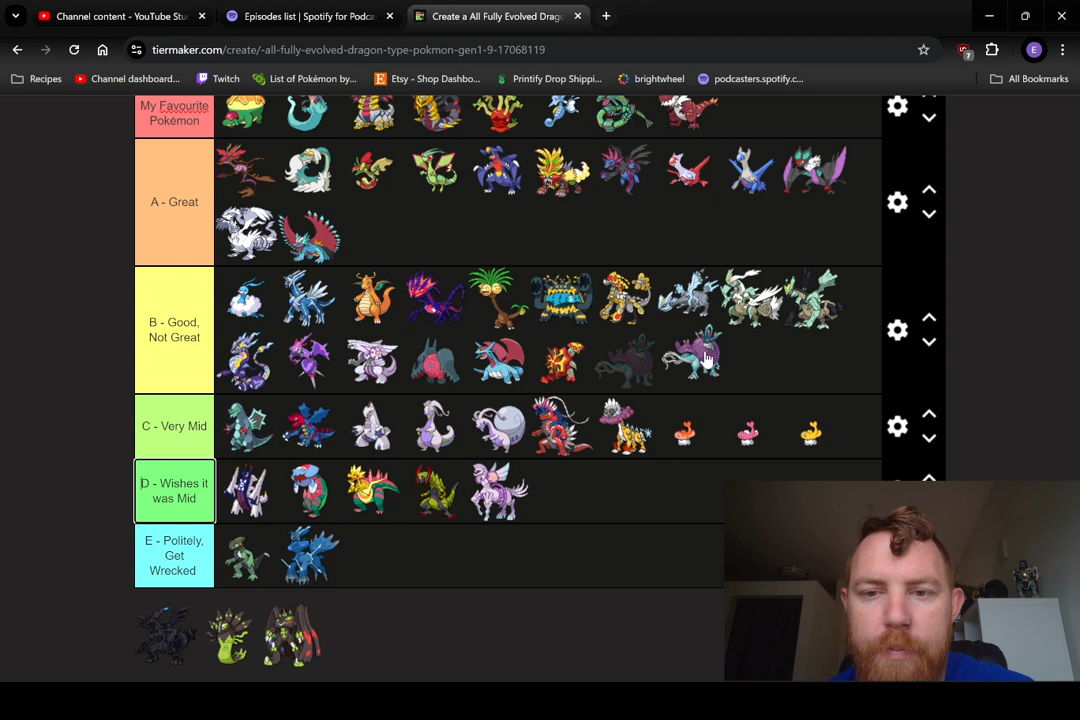 Channel content - YouTube Stu
Episodes list | Spotify for Podca
Create a All Fully Evolved Drago
tiermaker.com/create/-all-fully-evolved-dragon-type-pokmon-gen1-9-17068119
E
Recipes
Channel dashboard...
Twitch
List of Pokémon by...
Etsy - Shop Dashbo...
Printify Drop Shippi...
brightwheel
podcasters.spotify.c...
All Bookmarks
7
My Favourite
Pokémon
A - Great
B - Good,
Not Great
C - Very Mid
D - Wishes it
was Mid
E - Politely,
Get
Wrecked